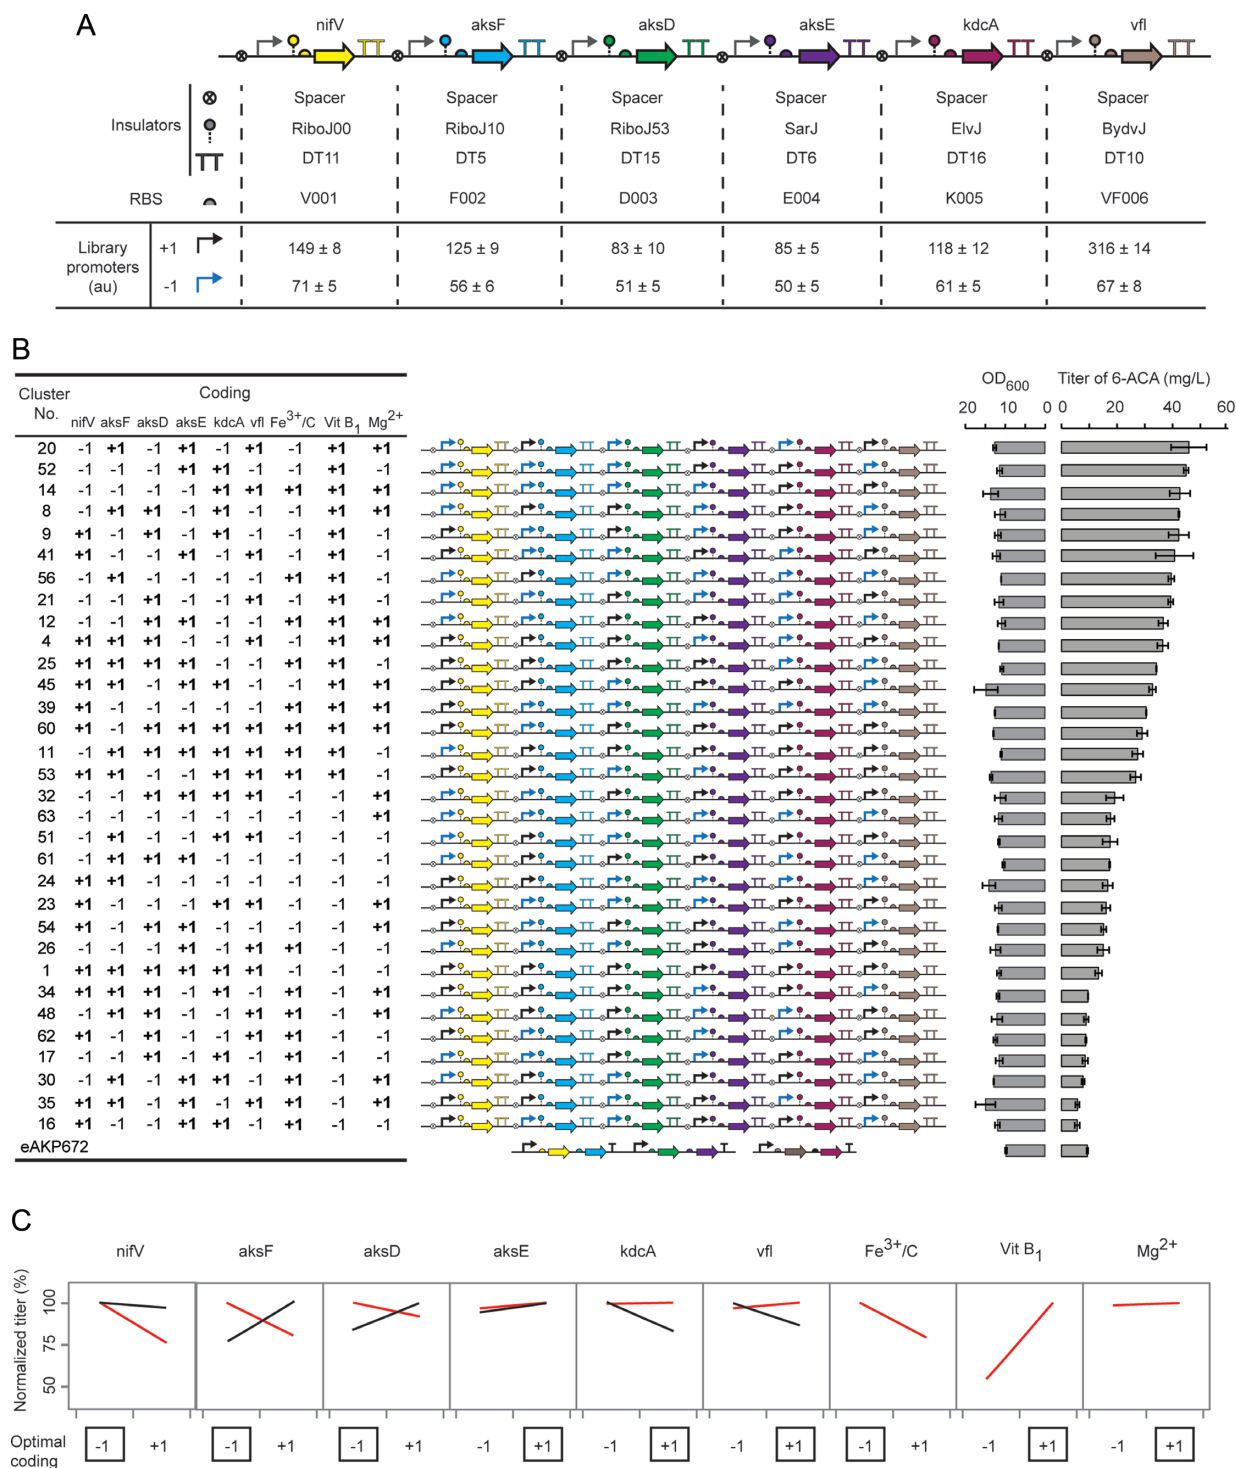 A
nifV aksF aksD aksE kdcA vfl
Spacer Spacer Spacer Spacer Spacer Spacer
Insulators RiboJ00 RiboJ10 RiboJ53 SarJ ElvJ BydvJ
DT11 DT5 DT15 DT6 DT16 DT10
RBS V001 F002 D003 E004 K005 VF006
Library promoters (au) +1 149 ± 8 125 ± 9 83 ± 10 85 ± 5 118 ± 12 316 ± 14
-1 71 ± 5 56 ± 6 51 ± 5 50 ± 5 61 ± 5 67 ± 8
B
Cluster No. Coding OD600 Titer of 6-ACA (mg/L)
nifV aksF aksD aksE kdcA vfl Fe3+/C Vit B1 Mg2+ 20 10 0 0 20 40 60
20 -1 +1 -1 +1 -1 +1 -1 +1 +1
52 -1 -1 -1 +1 +1 -1 -1 +1 -1
14 -1 -1 -1 -1 +1 +1 +1 +1 +1
8 -1 +1 +1 -1 +1 -1 -1 +1 +1
9 +1 -1 +1 -1 +1 -1 -1 +1 -1
41 +1 -1 -1 +1 -1 +1 -1 +1 -1
56 -1 +1 -1 -1 -1 -1 +1 +1 -1
21 -1 -1 +1 -1 -1 +1 -1 +1 -1
12 -1 -1 +1 +1 -1 -1 +1 +1 +1
4 +1 +1 +1 -1 -1 +1 -1 +1 +1
25 +1 +1 +1 +1 -1 -1 +1 +1 -1
45 +1 +1 -1 +1 +1 -1 -1 +1 +1
39 +1 -1 -1 -1 -1 -1 +1 +1 +1
60 +1 -1 +1 +1 +1 +1 +1 +1 +1
11 -1 +1 +1 +1 +1 +1 +1 +1 -1
53 +1 +1 -1 -1 +1 +1 +1 +1 -1
32 -1 -1 +1 +1 +1 +1 -1 -1 +1
63 -1 -1 -1 -1 -1 -1 -1 -1 +1
51 -1 +1 -1 -1 +1 +1 -1 -1 -1
61 -1 +1 +1 +1 -1 -1 -1 -1 -1
24 +1 +1 -1 -1 -1 -1 -1 -1 -1
23 +1 -1 -1 -1 +1 +1 -1 -1 +1
54 +1 -1 +1 +1 -1 -1 -1 -1 +1
26 -1 -1 -1 +1 -1 +1 +1 -1 -1
1 +1 +1 +1 +1 +1 +1 -1 -1 -1
34 +1 +1 +1 -1 +1 -1 +1 -1 +1
48 -1 +1 +1 -1 -1 +1 +1 -1 +1
62 +1 -1 +1 -1 -1 +1 +1 -1 -1
17 -1 -1 +1 -1 +1 -1 +1 -1 -1
30 -1 +1 -1 +1 +1 -1 +1 -1 +1
35 +1 +1 -1 +1 -1 +1 +1 -1 +1
16 +1 -1 -1 +1 +1 -1 +1 -1 -1
eAKP672
C
nifV aksF aksD aksE kdcA vfl Fe3+/C Vit B1 Mg2+
Normalized titer (%)
100
75
50
Optimal coding -1 +1 -1 +1 -1 +1 -1 +1 -1 +1 -1 +1 -1 +1 -1 +1 -1 +1